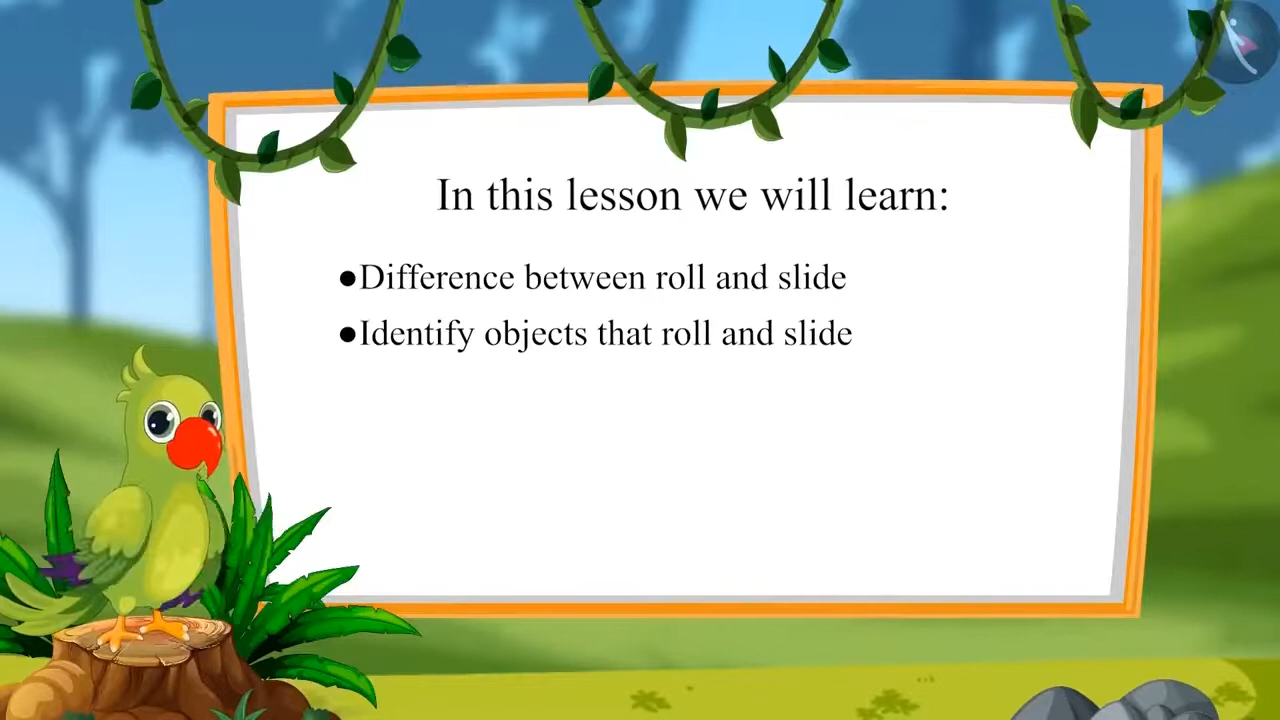 In this lesson we will learn:
●Difference between roll and slide
●Identify objects that roll and slide